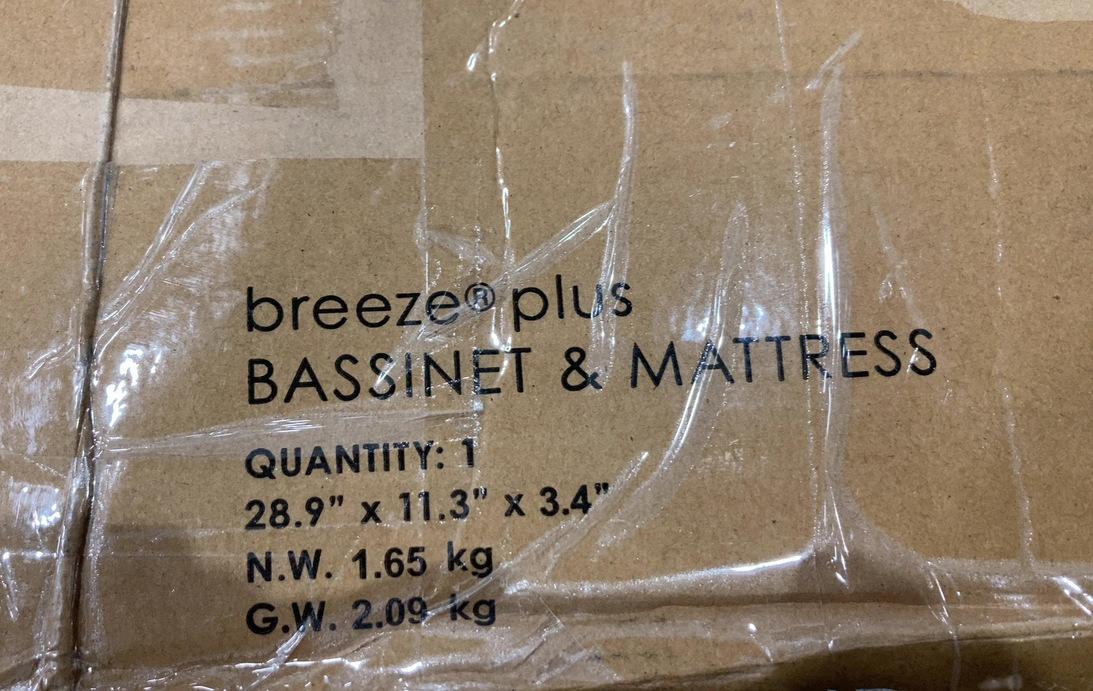 breeze® plus
BASSINET & MATTRESS
QUANTITY: 1
28.9" x 11.3" x 3.4"
N.W. 1.65 kg
G.W. 2.09 kg